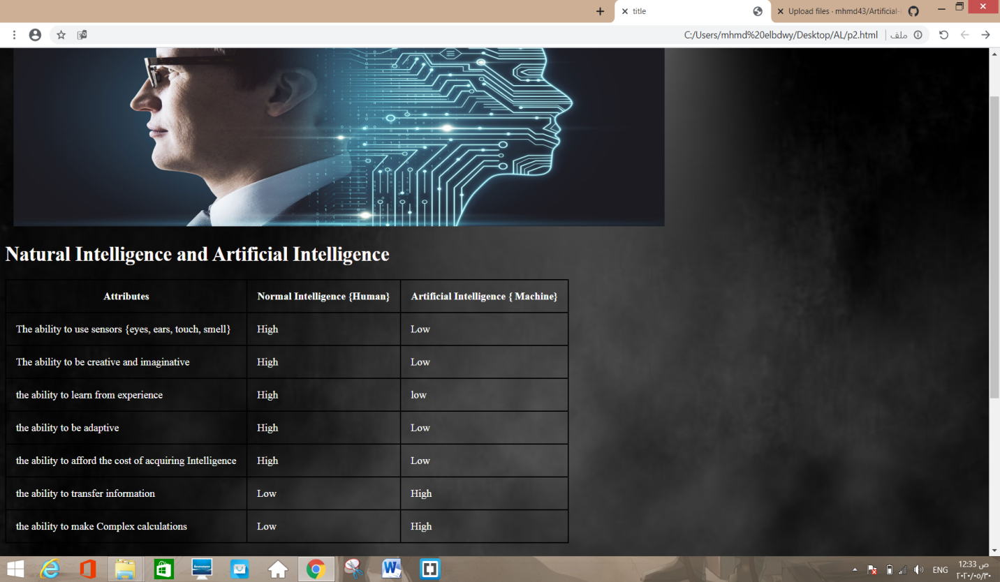 title
Upload files · mhmd43/Artificial-
C:/Users/mhmd%20elbdwy/Desktop/AL/p2.html | ملف
Natural Intelligence and Artificial Intelligence
Attributes Normal Intelligence {Human} Artificial Intelligence { Machine}
The ability to use sensors {eyes, ears, touch, smell} High Low
The ability to be creative and imaginative High Low
the ability to learn from experience High low
the ability to be adaptive High Low
the ability to afford the cost of acquiring Intelligence High Low
the ability to transfer information Low High
the ability to make Complex calculations Low High
ENG
12:33 ص
٢٠٢٠/٠٥/٣٠